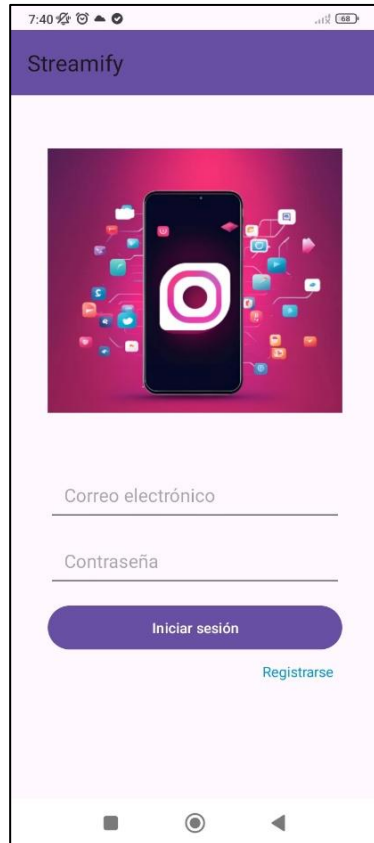 7:40
68
Streamify
Correo electrónico
Contraseña
Iniciar sesión
Registrarse